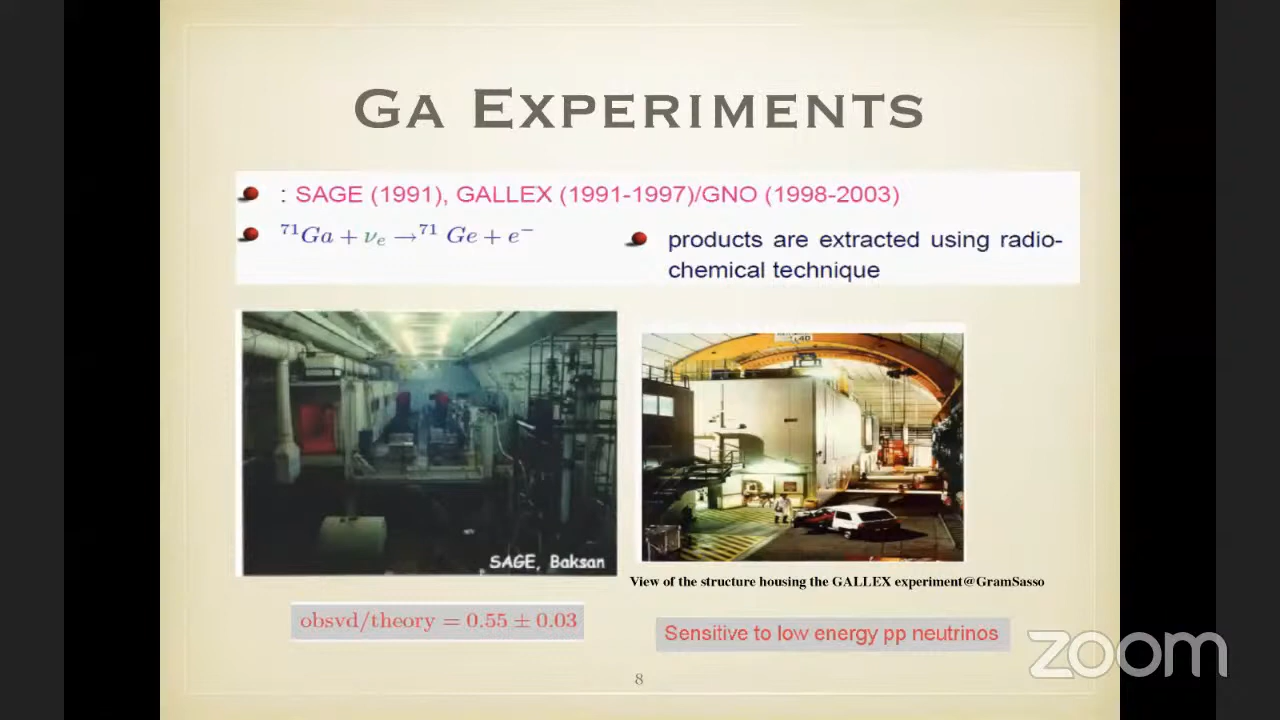 GA EXPERIMENTS
: SAGE (1991), GALLEX (1991-1997)/GNO (1998-2003)
⁷¹Ga + νₑ →⁷¹ Ge + e⁻
products are extracted using radio-
chemical technique
SAGE, Baksan
View of the structure housing the GALLEX experiment@GramSasso
obsvd/theory = 0.55 ± 0.03
Sensitive to low energy pp neutrinos
8
zoom